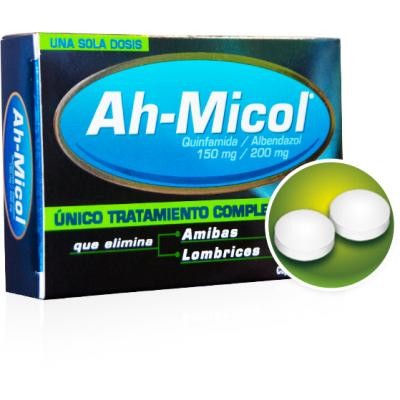 UNA SOLA DOSIS
Ah-Micol®
Quinfamida / Albendazol
150 mg / 200 mg
ÚNICO TRATAMIENTO
que elimina
Amibas
Lombrices
Ah-Micol